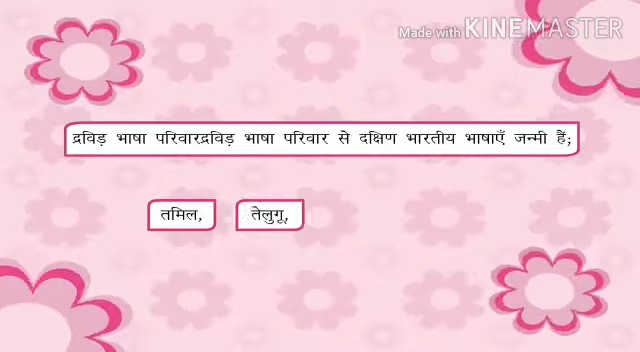 Made with KINEMASTER
द्रविड़ भाषा परिवारद्रविड़ भाषा परिवार से दक्षिण भारतीय भाषाएँ जन्मी हैं;
तमिल, तेलुगू,